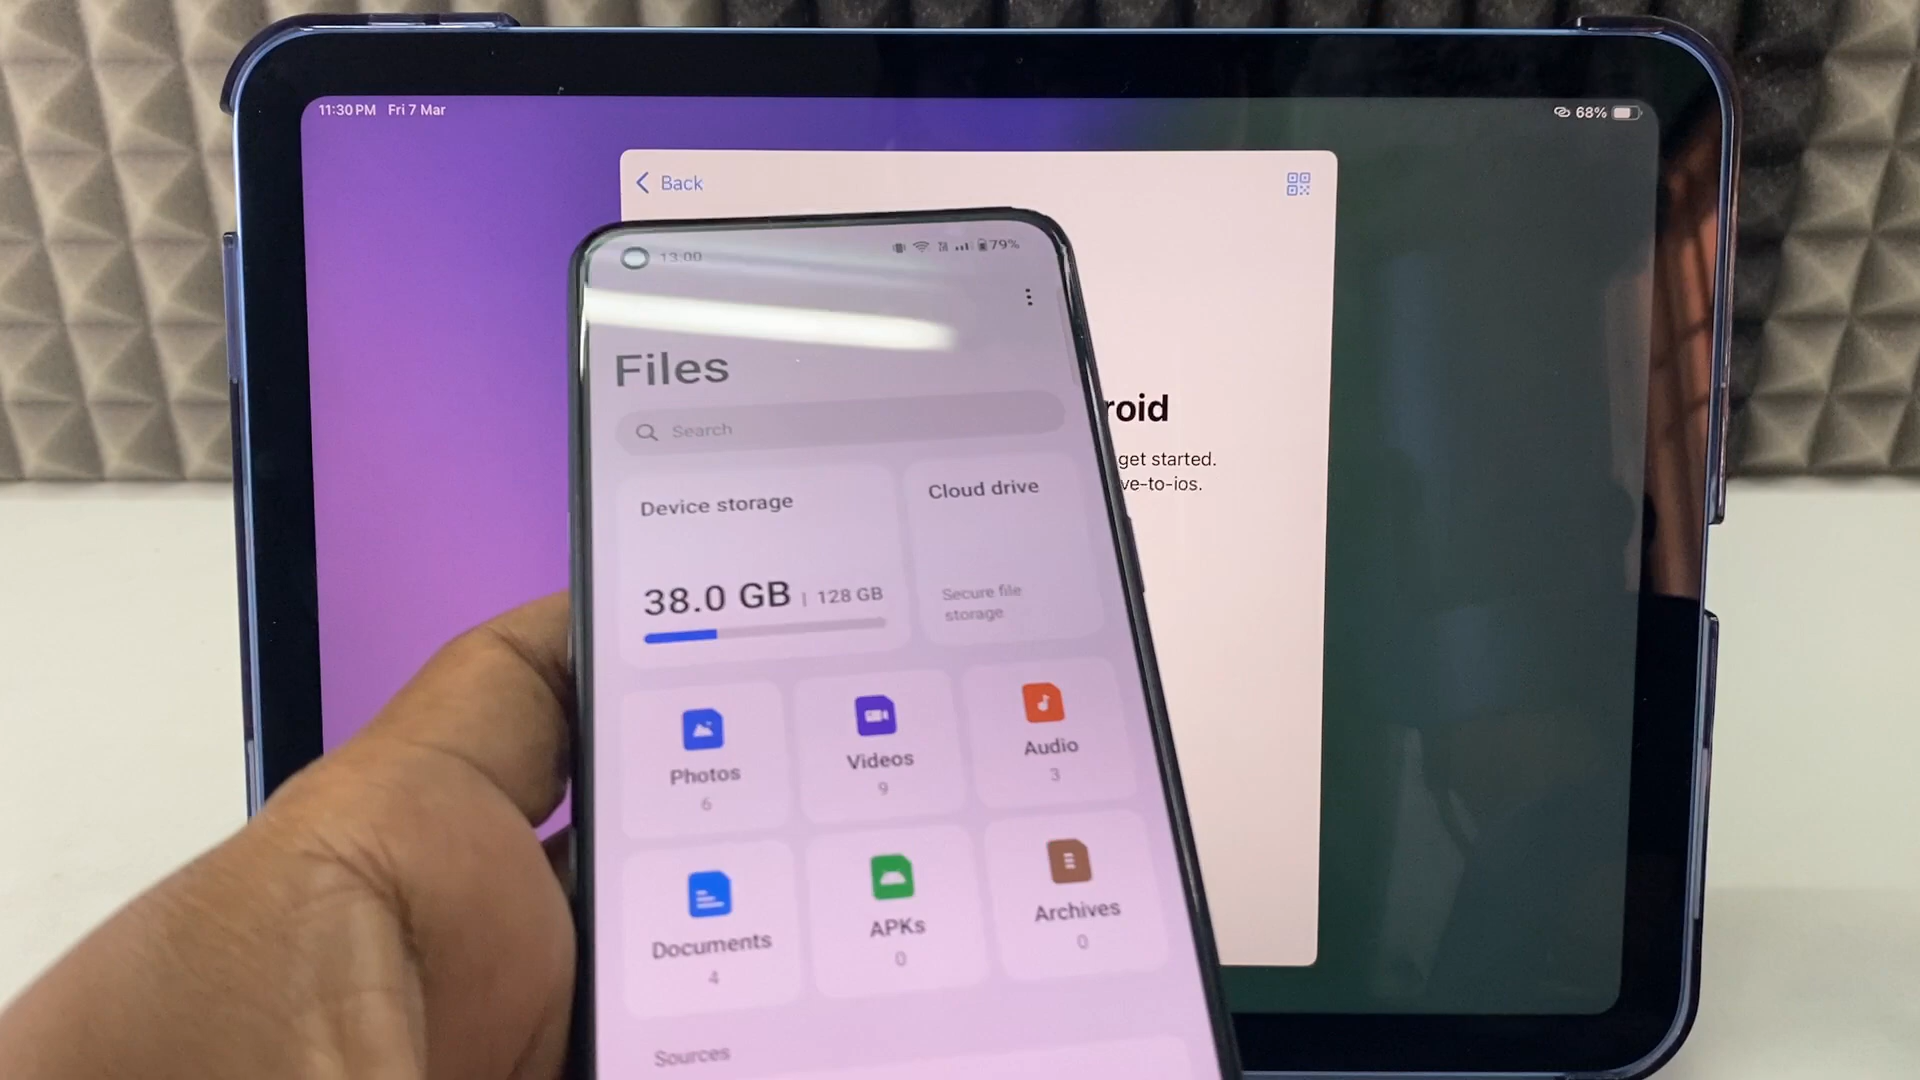 11:30 PM Fri 7 Mar
68%
Back
13:00
79%
Files
Search
Device storage
Cloud drive
38.0 GB | 128 GB
Secure file
storage
Photos
6
Videos
9
Audio
3
Documents
4
APKs
0
Archives
0
Sources
roid
get started.
ve-to-ios.